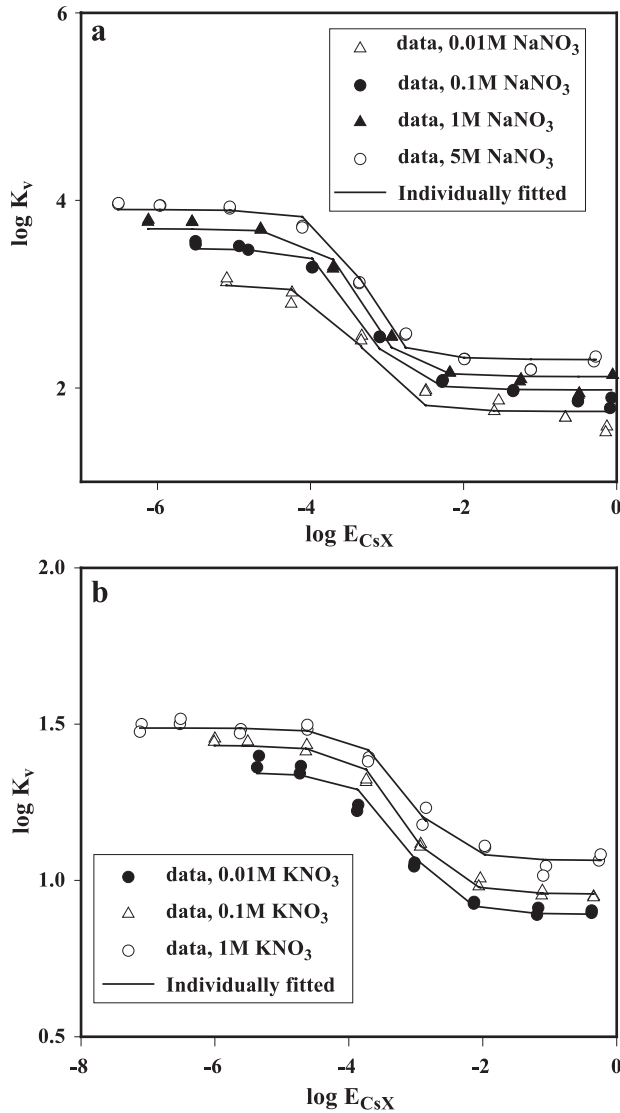 a
6
4
2
log Kᵥ
data, 0.01M NaNO₃
data, 0.1M NaNO₃
data, 1M NaNO₃
data, 5M NaNO₃
Individually fitted
-6
-4
-2
0
log E_CsX
b
2.0
1.5
1.0
0.5
log Kᵥ
data, 0.01M KNO₃
data, 0.1M KNO₃
data, 1M KNO₃
Individually fitted
-8
-6
-4
-2
0
log E_CsX